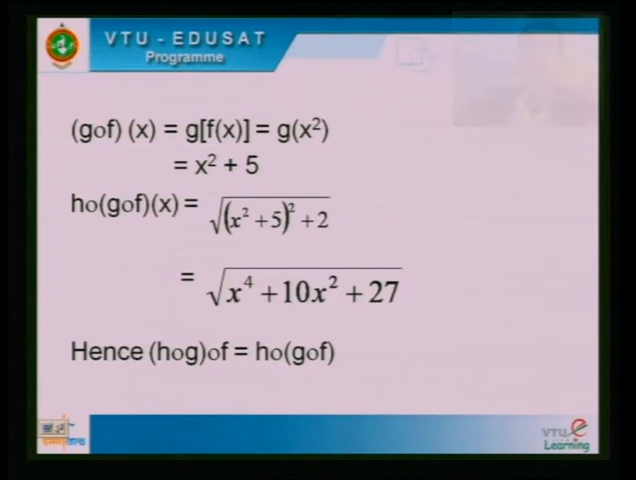 VTU - EDUSAT
Programme
(gof) (x) = g[f(x)] = g(x²)
= x² + 5
ho(gof)(x) = √((x² + 5)² + 2)
= √(x⁴ + 10x² + 27)
Hence (hog)of = ho(gof)
VTU e
Learning